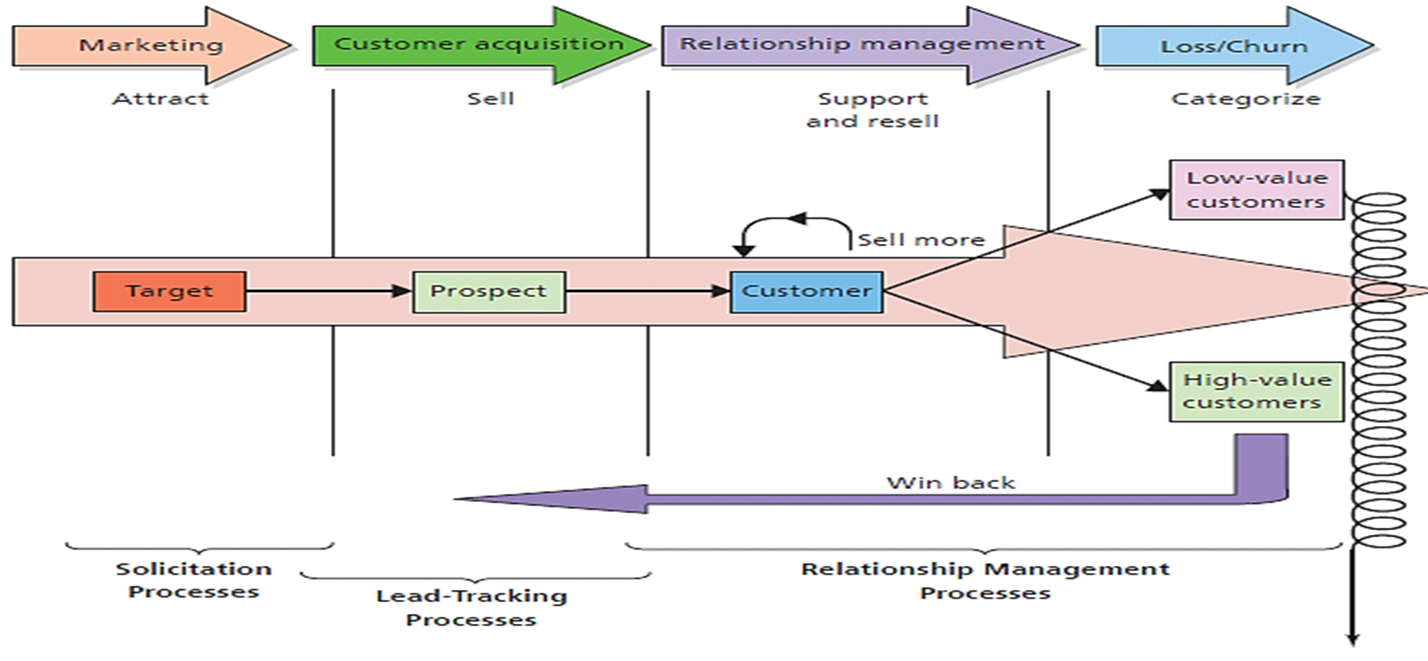 Marketing
Customer acquisition
Relationship management
Loss/Churn
Attract
Sell
Support
and resell
Categorize
Low-value
customers
Sell more
Target
Prospect
Customer
High-value
customers
Win back
Solicitation
Processes
Lead-Tracking
Processes
Relationship Management
Processes